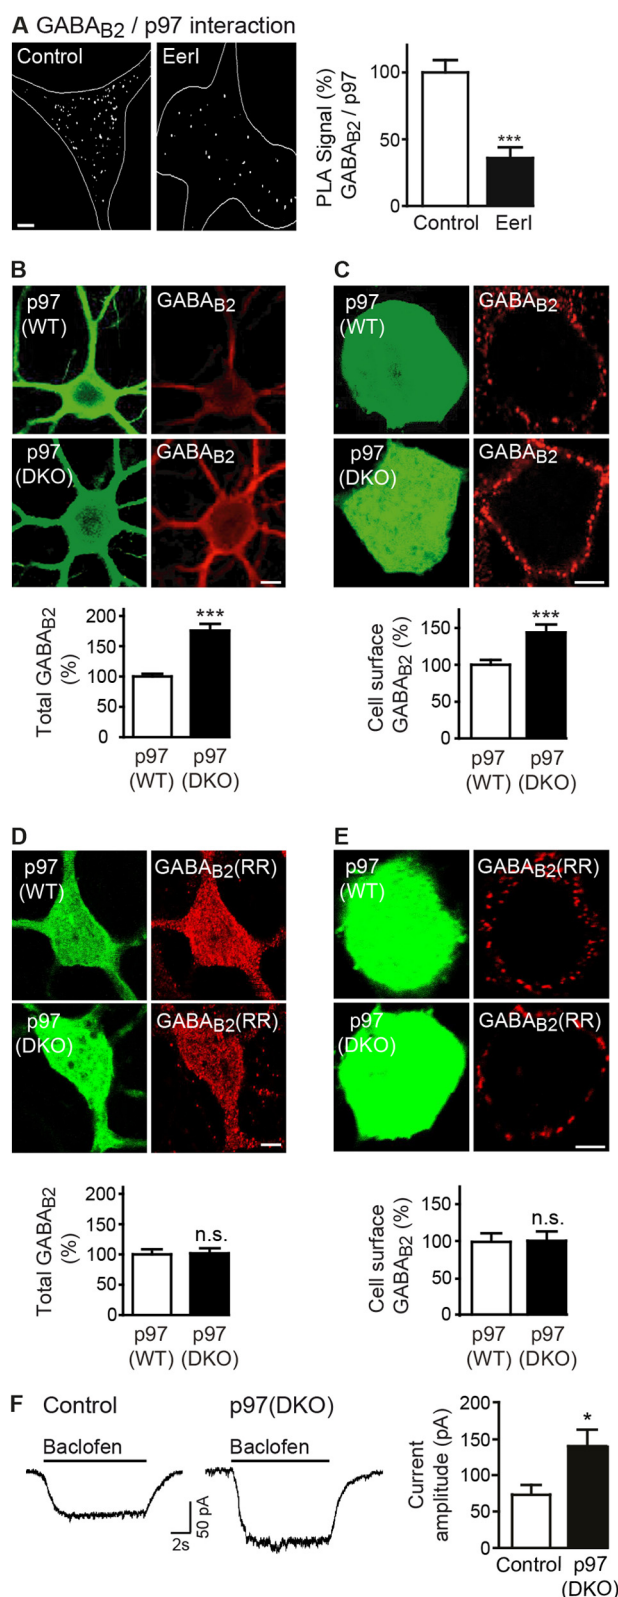 A GABAB2 / p97 interaction
Control
EerI
PLA Signal (%)
GABAB2 / p97
100
50
0
Control
EerI
***
B
p97
(WT)
GABAB2
p97
(DKO)
GABAB2
Total GABAB2
(%)
200
150
100
50
0
***
p97
(WT)
p97
(DKO)
C
p97
(WT)
GABAB2
p97
(DKO)
GABAB2
Cell surface
GABAB2 (%)
150
100
50
0
***
p97
(WT)
p97
(DKO)
D
p97
(WT)
GABAB2(RR)
p97
(DKO)
GABAB2(RR)
Total GABAB2
(%)
200
150
100
50
0
n.s.
p97
(WT)
p97
(DKO)
E
p97
(WT)
GABAB2(RR)
p97
(DKO)
GABAB2(RR)
Cell surface
GABAB2 (%)
150
100
50
0
n.s.
p97
(WT)
p97
(DKO)
F
Control
Baclofen
p97(DKO)
Baclofen
50 pA
2s
Current
amplitude (pA)
200
150
100
50
0
*
Control
p97
(DKO)